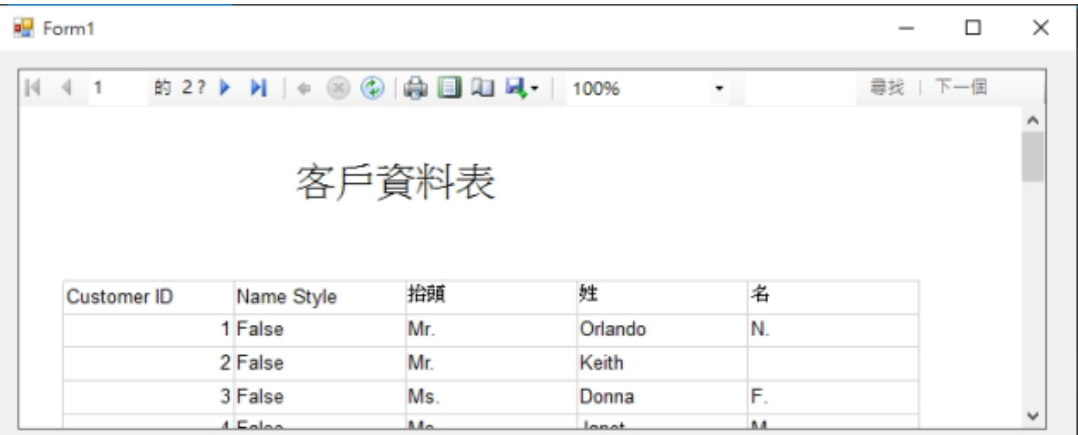 Form1
1 的 2? 100% 尋找 | 下一個
客戶資料表
Customer ID Name Style 抬頭 姓 名
1 False Mr. Orlando N.
2 False Mr. Keith
3 False Ms. Donna F.